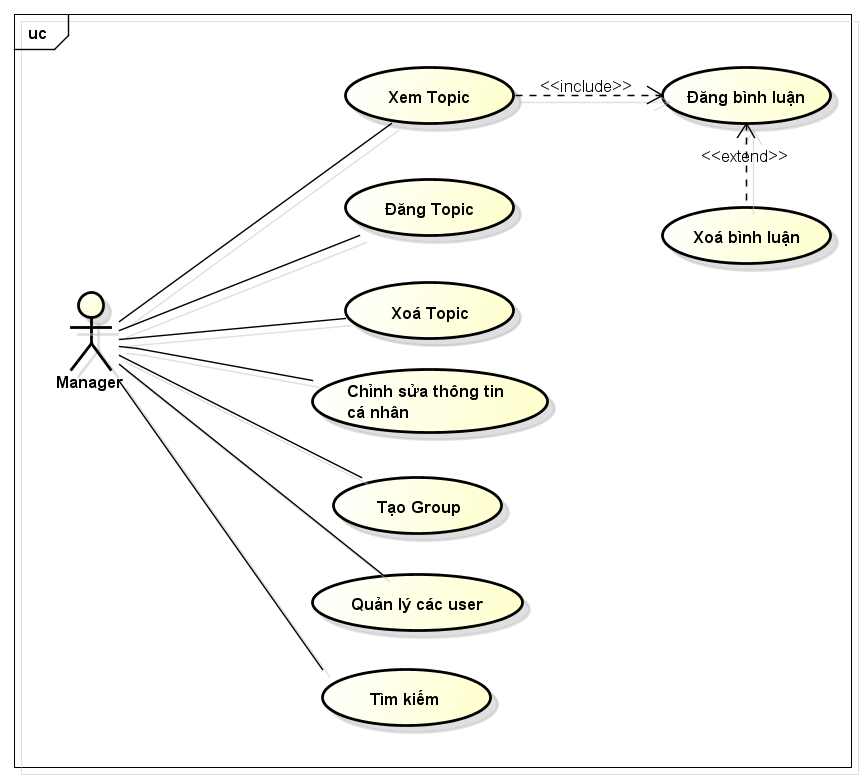 uc
Xem Topic
<<include>>
Đăng bình luận
<<extend>>
Đăng Topic
Xoá bình luận
Xoá Topic
Manager
Chỉnh sửa thông tin
cá nhân
Tạo Group
Quản lý các user
Tìm kiếm